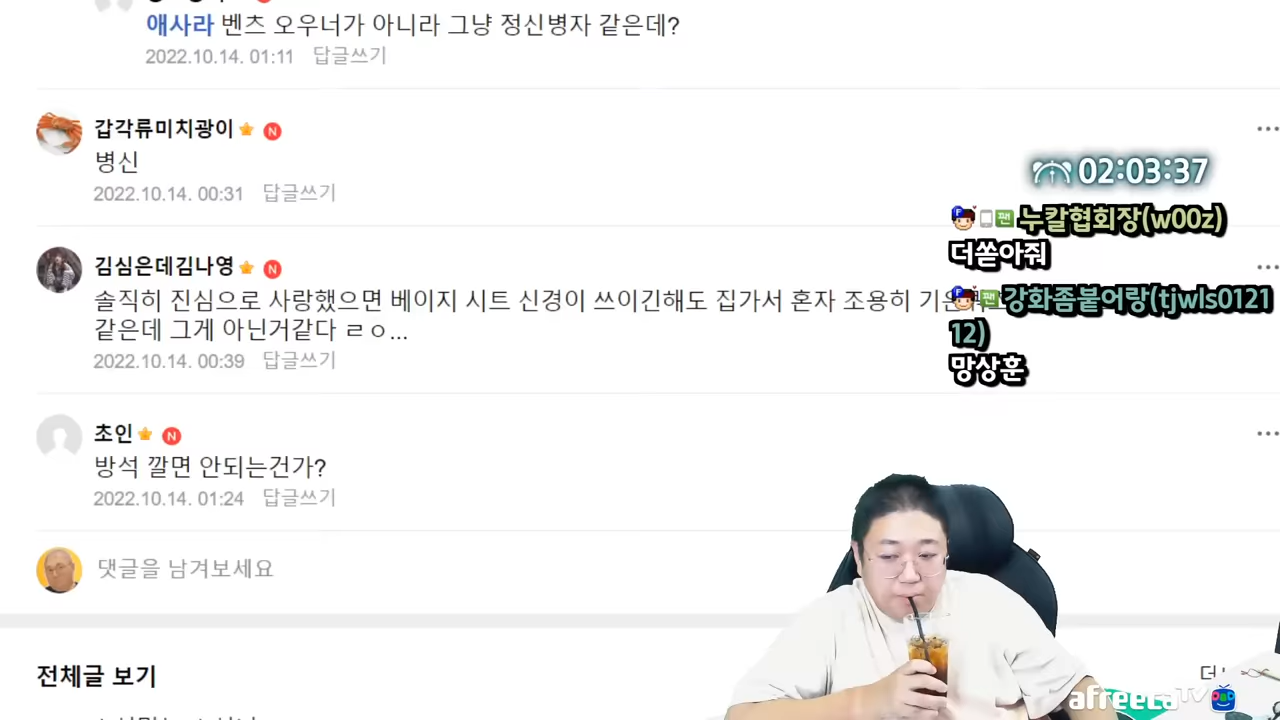 애사라 벤츠 오우너가 아니라 그냥 정신병자 같은데?
2022.10.14. 01:11 답글쓰기
갑각류미치광이 N
병신
2022.10.14. 00:31 답글쓰기
02:03:37
누칼협회장(w00z)
더쏟아줘
김심은데김나영 N
솔직히 진심으로 사랑했으면 베이지 시트 신경이 쓰이긴해도 집가서 혼자 조용히
같은데 그게 아닌거같다 ㄹㅇ...
2022.10.14. 00:39 답글쓰기
강화좀붙어랑(tjwls0121
12)
망상훈
초인 N
방석 깔면 안되는건가?
2022.10.14. 01:24 답글쓰기
댓글을 남겨보세요
전체글 보기
afreecaTV